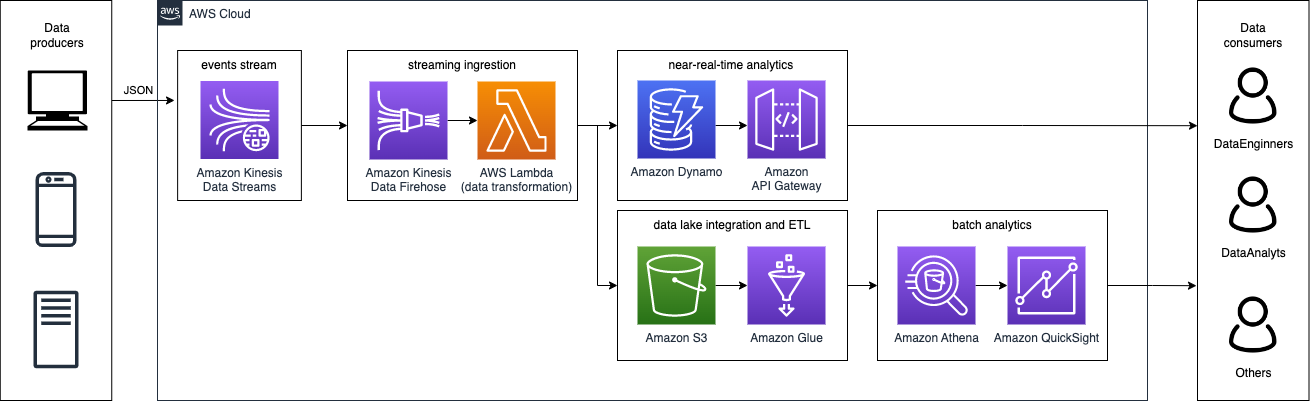 Data
producers
aws
AWS Cloud
JSON
events stream
Amazon Kinesis
Data Streams
streaming ingestion
Amazon Kinesis
Data Firehose
AWS Lambda
(data transformation)
near-real-time analytics
Amazon Dynamo
Amazon
API Gateway
data lake integration and ETL
Amazon S3
Amazon Glue
batch analytics
Amazon Athena
Amazon QuickSight
Data
consumers
DataEnginners
DataAnalyts
Others